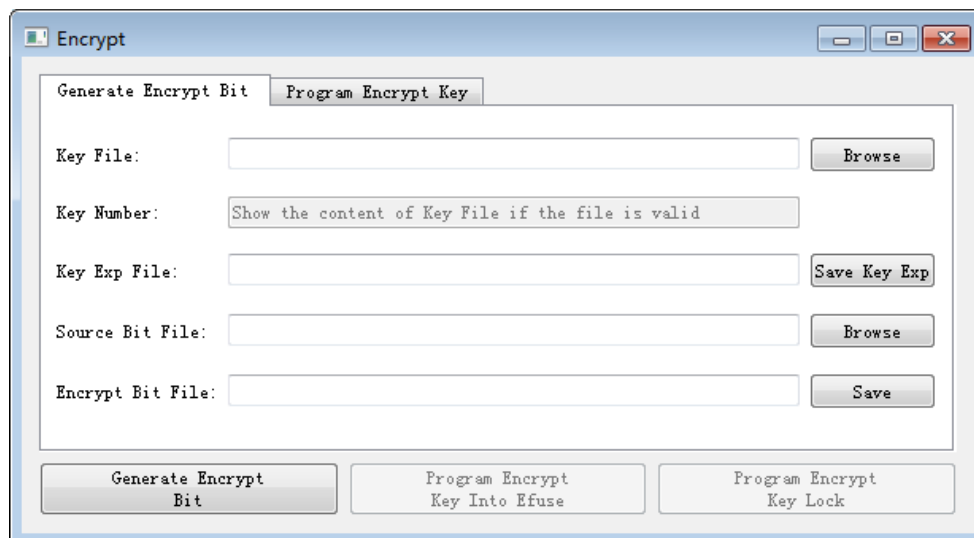 Encrypt
Generate Encrypt Bit
Program Encrypt Key
Key File:
Browse
Key Number:
Show the content of Key File if the file is valid
Key Exp File:
Save Key Exp
Source Bit File:
Browse
Encrypt Bit File:
Save
Generate Encrypt
Bit
Program Encrypt
Key Into Efuse
Program Encrypt
Key Lock